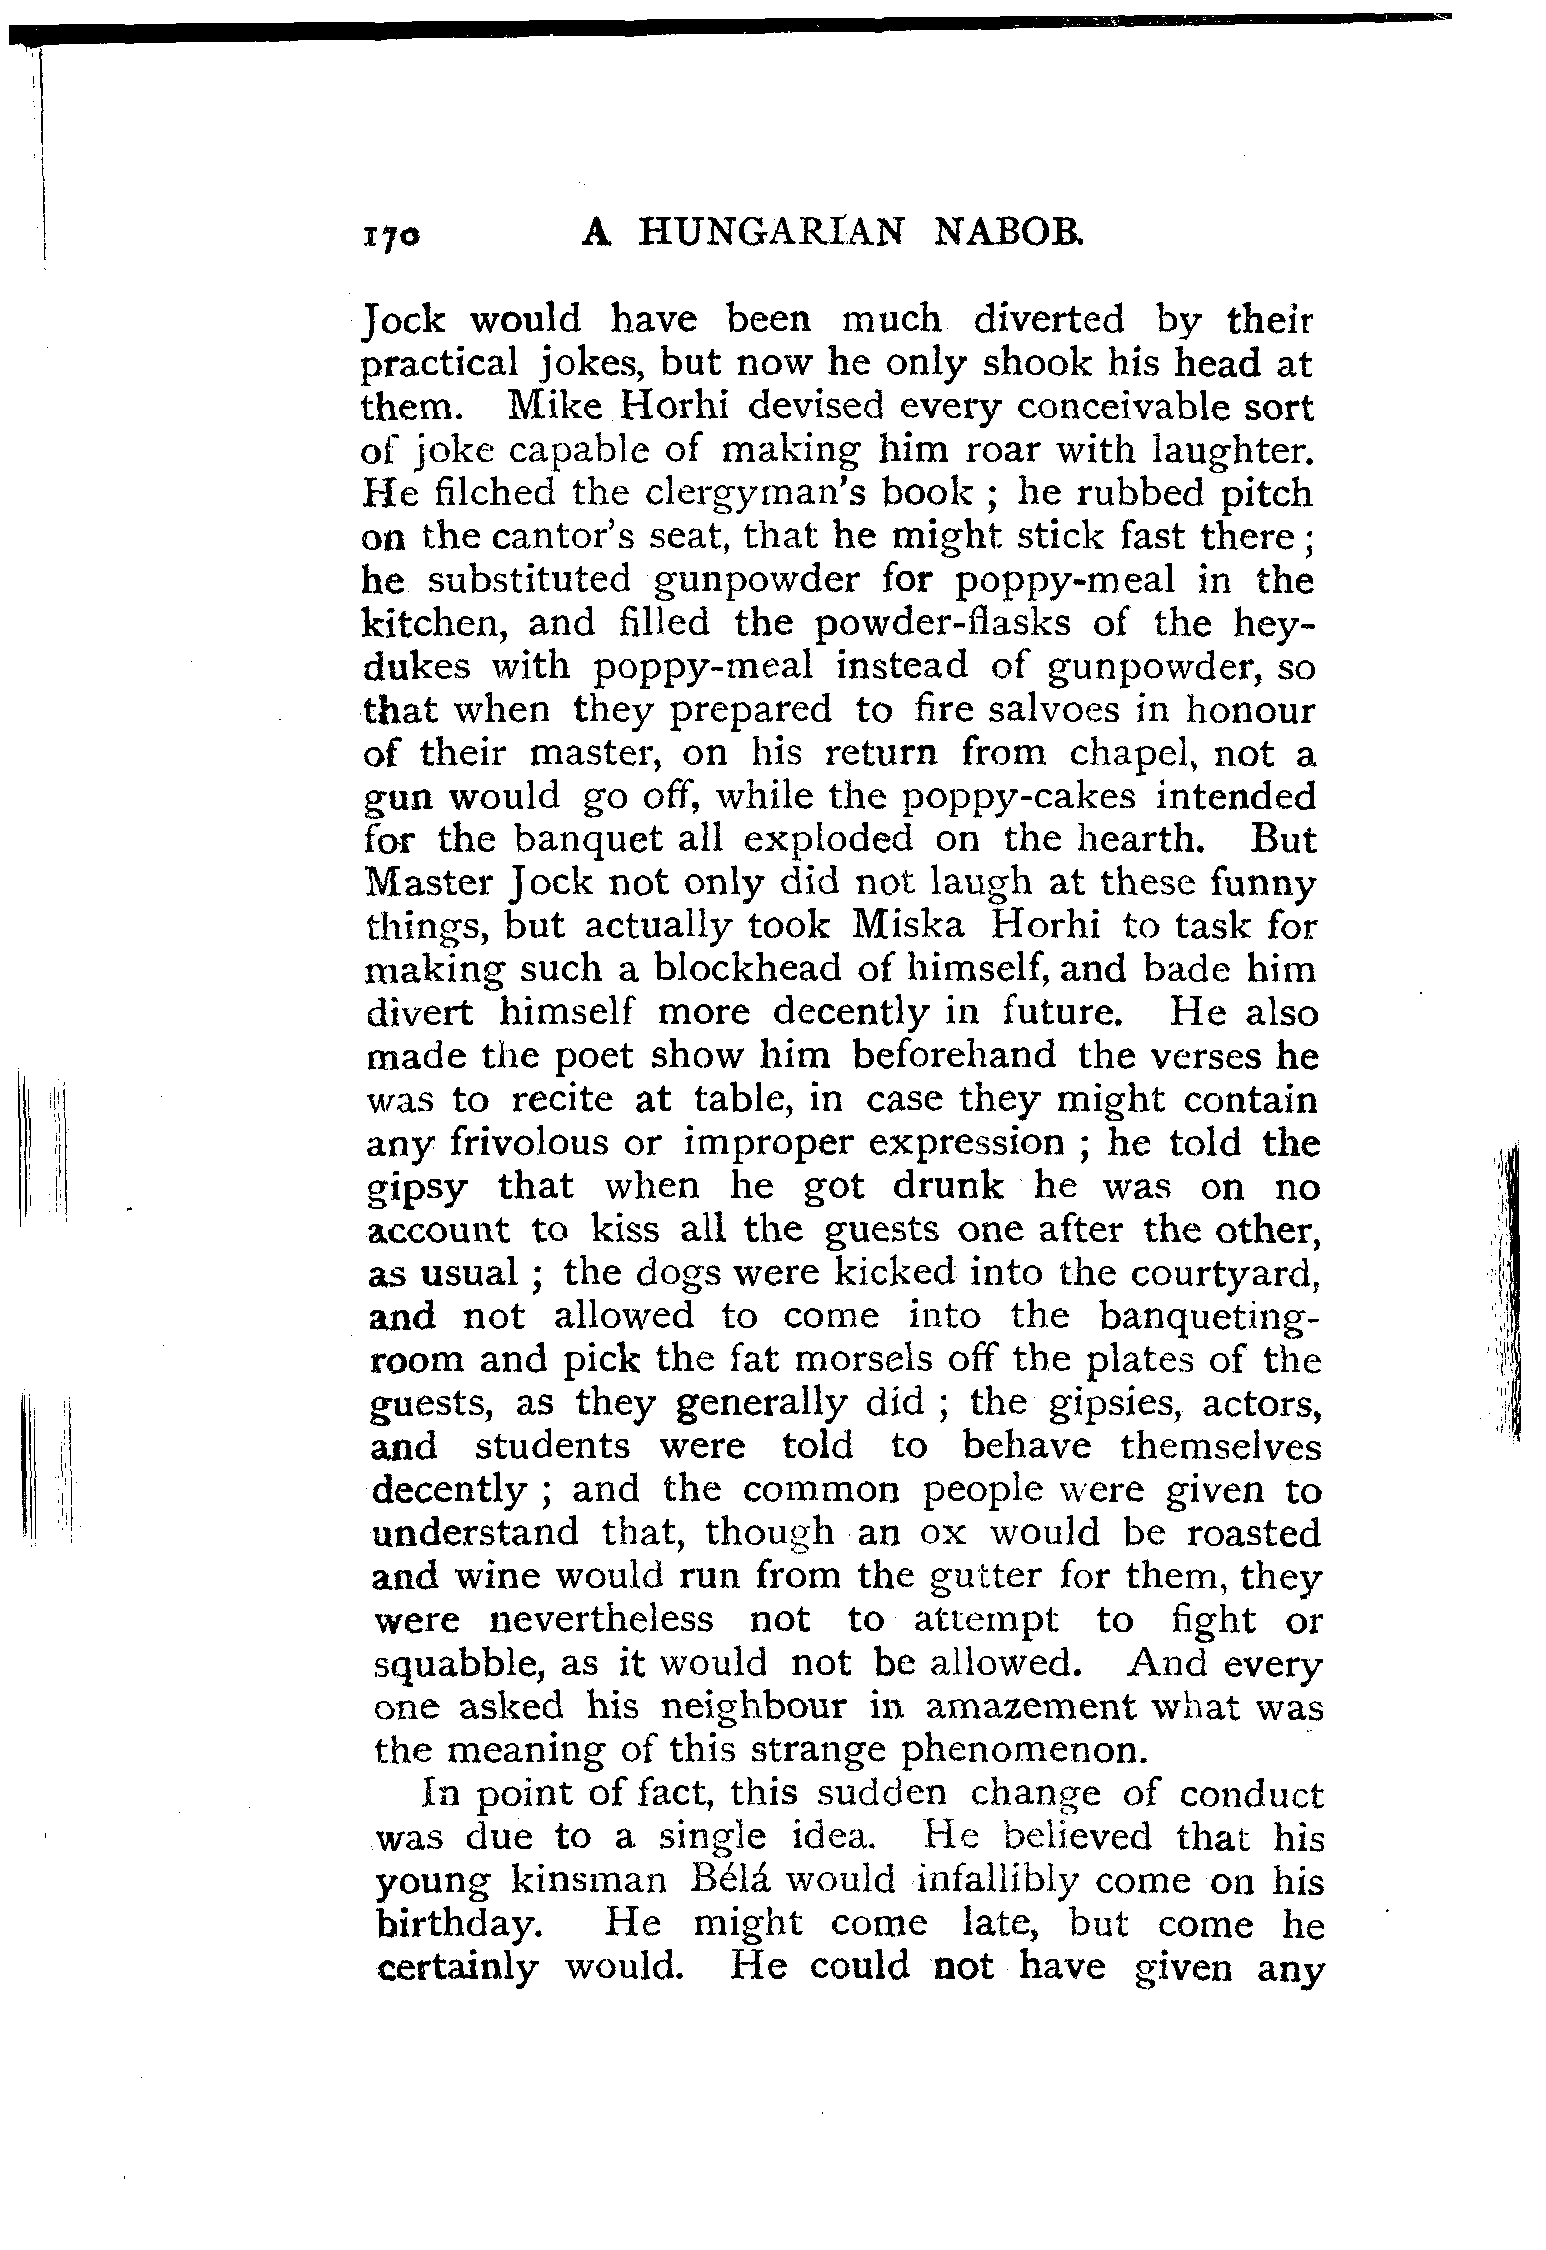 170 A HUNGARIAN NABOB.
Jock would have been much diverted by their
practical jokes, but now he only shook his head at
them. Mike Horhi devised every conceivable sort
of joke capable of making him roar with laughter.
He filched the clergyman's book ; he rubbed pitch
on the cantor's seat, that he might stick fast there ;
he substituted gunpowder for poppy-meal in the
kitchen, and filled the powder-flasks of the hey-
dukes with poppy-meal instead of gunpowder, so
that when they prepared to fire salvoes in honour
of their master, on his return from chapel, not a
gun would go off, while the poppy-cakes intended
for the banquet all exploded on the hearth. But
Master Jock not only did not laugh at these funny
things, but actually took Miska Horhi to task for
making such a blockhead of himself, and bade him
divert himself more decently in future. He also
made the poet show him beforehand the verses he
was to recite at table, in case they might contain
any frivolous or improper expression ; he told the
gipsy that when he got drunk he was on no
account to kiss all the guests one after the other,
as usual ; the dogs were kicked into the courtyard,
and not allowed to come into the banqueting-
room and pick the fat morsels off the plates of the
guests, as they generally did ; the gipsies, actors,
and students were told to behave themselves
decently ; and the common people were given to
understand that, though an ox would be roasted
and wine would run from the gutter for them, they
were nevertheless not to attempt to fight or
squabble, as it would not be allowed. And every
one asked his neighbour in amazement what was
the meaning of this strange phenomenon.
In point of fact, this sudden change of conduct
was due to a single idea. He believed that his
young kinsman Bélá would infallibly come on his
birthday. He might come late, but come he
certainly would. He could not have given any